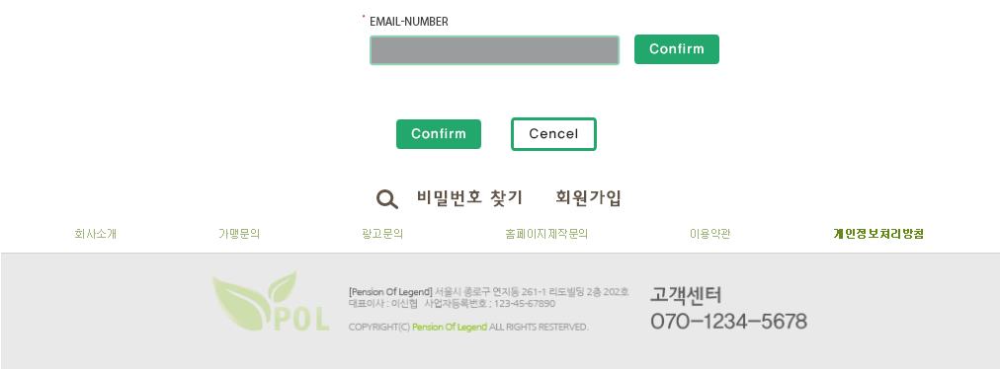 * EMAIL-NUMBER
Confirm
Confirm Cencel
비밀번호 찾기 회원가입
회사소개 가맹문의 광고문의 홈페이지제작문의 이용약관 개인정보처리방침
POL
[Pension Of Legend] 서울시 종로구 연지동 261-1 리도빌딩 2층 202호
대표이사 : 이신협 사업자등록번호 ; 123-45-67890
COPYRIGHT(C) Pension Of Legend ALL RIGHTS RESTERVED.
고객센터
070-1234-5678